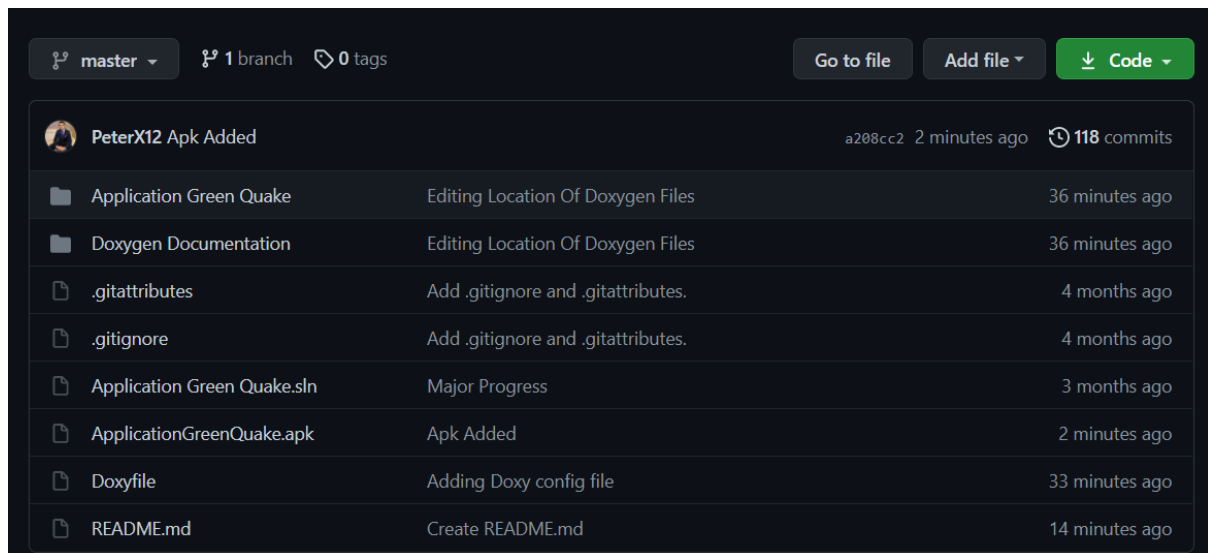 master 1 branch 0 tags Go to file Add file Code
PeterX12 Apk Added a208cc2 2 minutes ago 118 commits
Application Green Quake Editing Location Of Doxygen Files 36 minutes ago
Doxygen Documentation Editing Location Of Doxygen Files 36 minutes ago
.gitattributes Add .gitignore and .gitattributes. 4 months ago
.gitignore Add .gitignore and .gitattributes. 4 months ago
Application Green Quake.sln Major Progress 3 months ago
ApplicationGreenQuake.apk Apk Added 2 minutes ago
Doxyfile Adding Doxy config file 33 minutes ago
README.md Create README.md 14 minutes ago